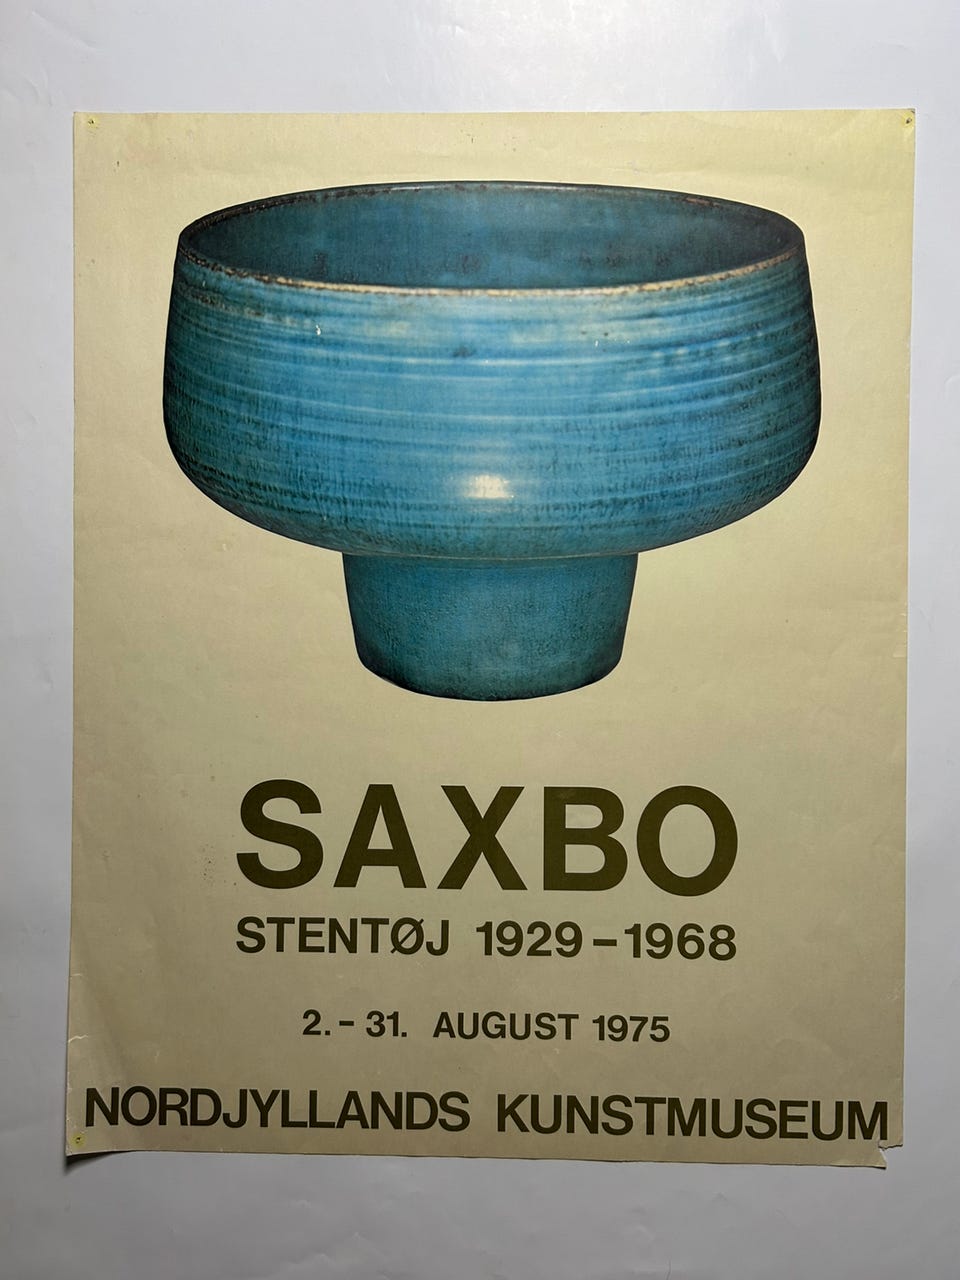 SAXBO
STENTØJ 1929-1968
2.-31. AUGUST 1975
NORDJYLLANDS KUNSTMUSEUM